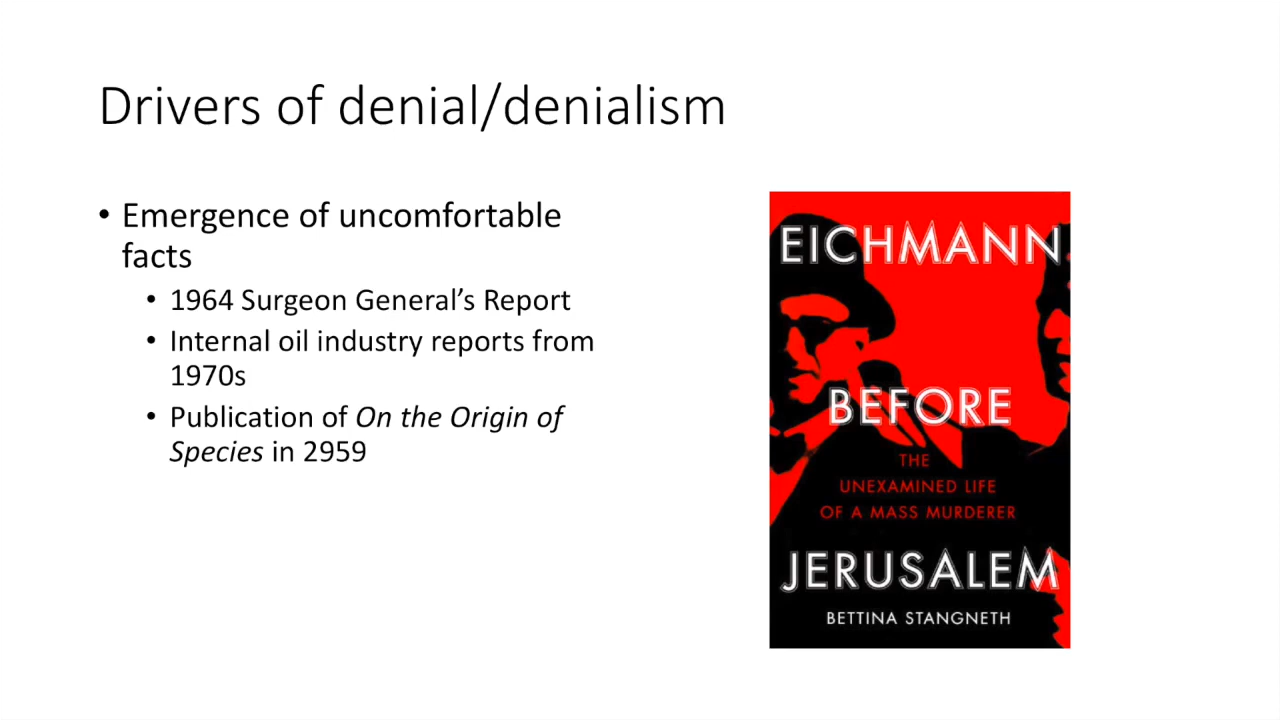 Drivers of denial/denialism
• Emergence of uncomfortable
facts
• 1964 Surgeon General’s Report
• Internal oil industry reports from
1970s
• Publication of On the Origin of
Species in 2959
EICHMANN
BEFORE
THE
UNEXAMINED LIFE
OF A MASS MURDERER
JERUSALEM
BETTINA STANGNETH